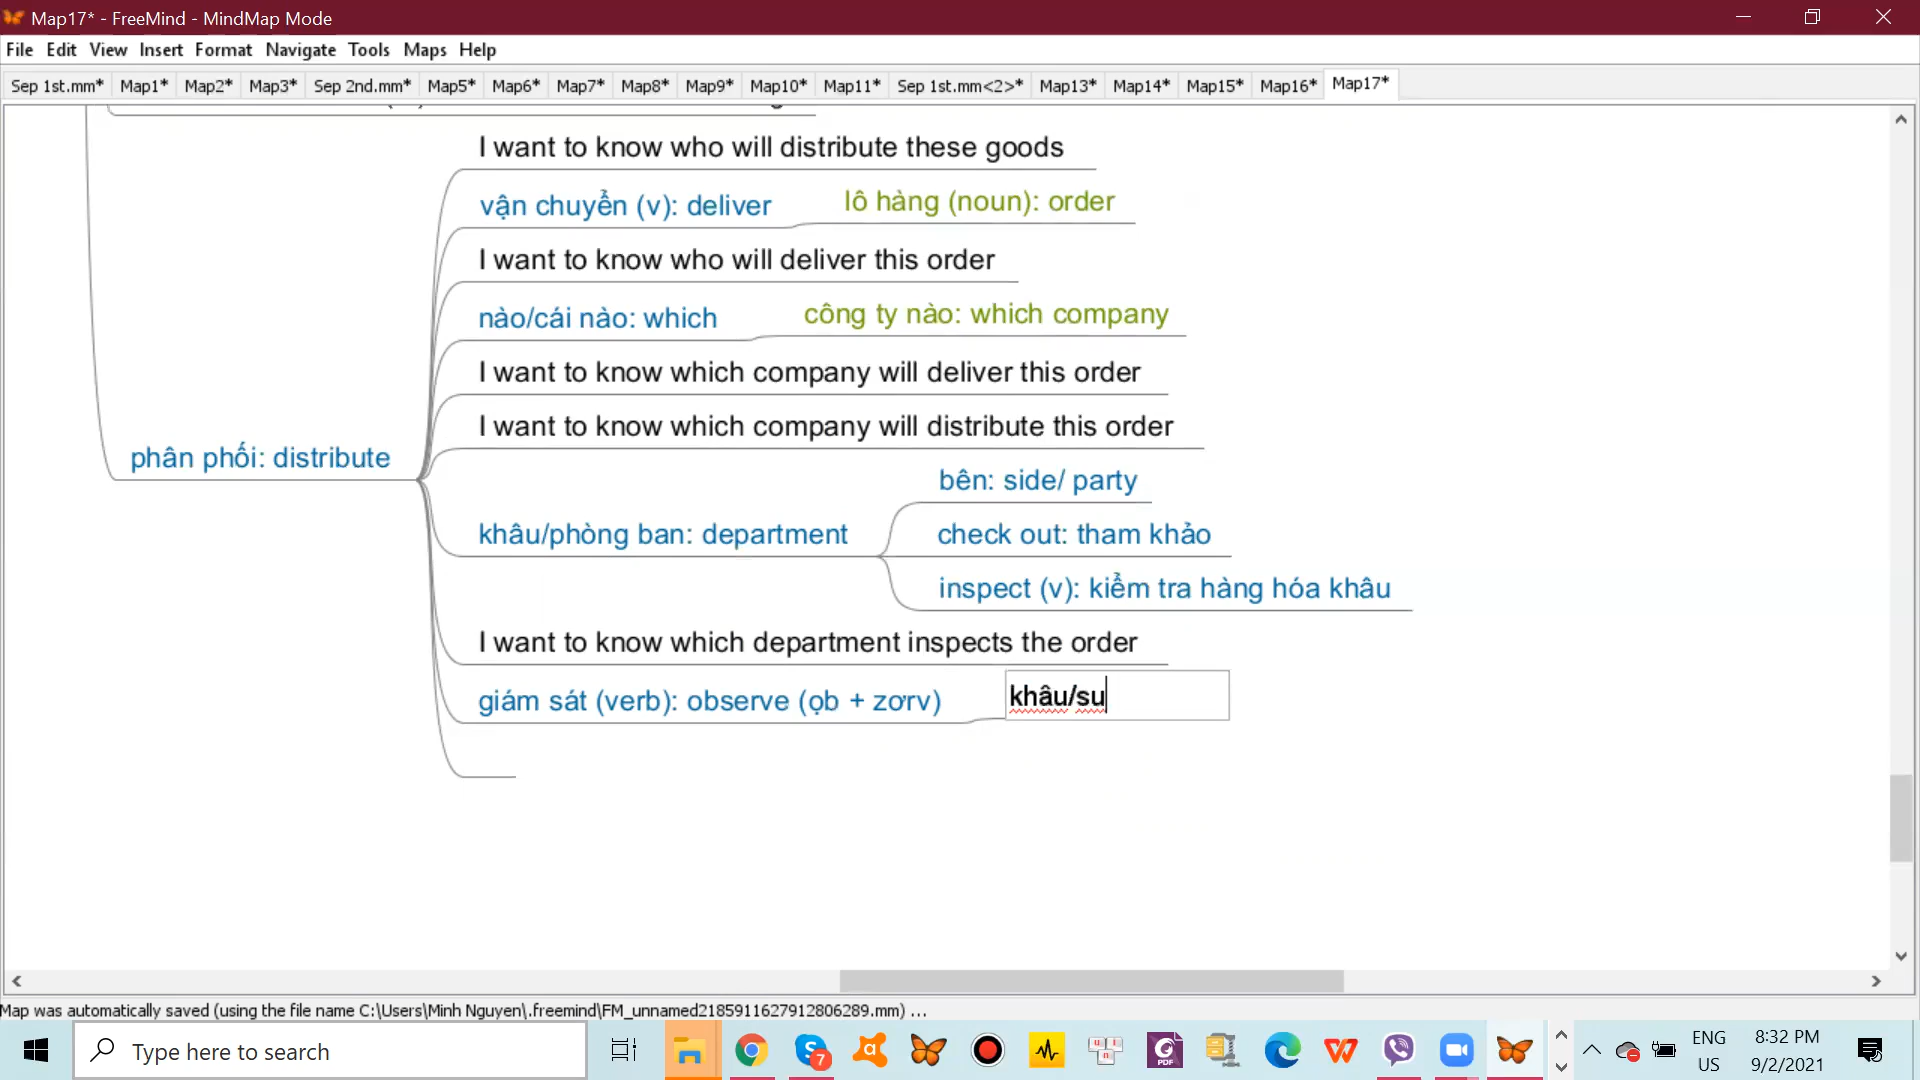 Map17* - FreeMind - MindMap Mode
File Edit View Insert Format Navigate Tools Maps Help
Sep 1st.mm* Map1* Map2* Map3* Sep 2nd.mm* Map5* Map6* Map7* Map8* Map9* Map10* Map11* Sep 1st.mm<2>* Map13* Map14* Map15* Map16* Map17*
I want to know who will distribute these goods
vận chuyển (v): deliver
lô hàng (noun): order
I want to know who will deliver this order
nào/cái nào: which
công ty nào: which company
I want to know which company will deliver this order
I want to know which company will distribute this order
phân phối: distribute
bên: side/ party
khâu/phòng ban: department
check out: tham khảo
inspect (v): kiểm tra hàng hóa khâu
I want to know which department inspects the order
giám sát (verb): observe (ọb + zơrv)
khâu/su
Map was automatically saved (using the file name C:\Users\Minh Nguyen\.freemind\FM_unnamed2185911627912806289.mm) ...
Type here to search
7
ENG
US
8:32 PM
9/2/2021